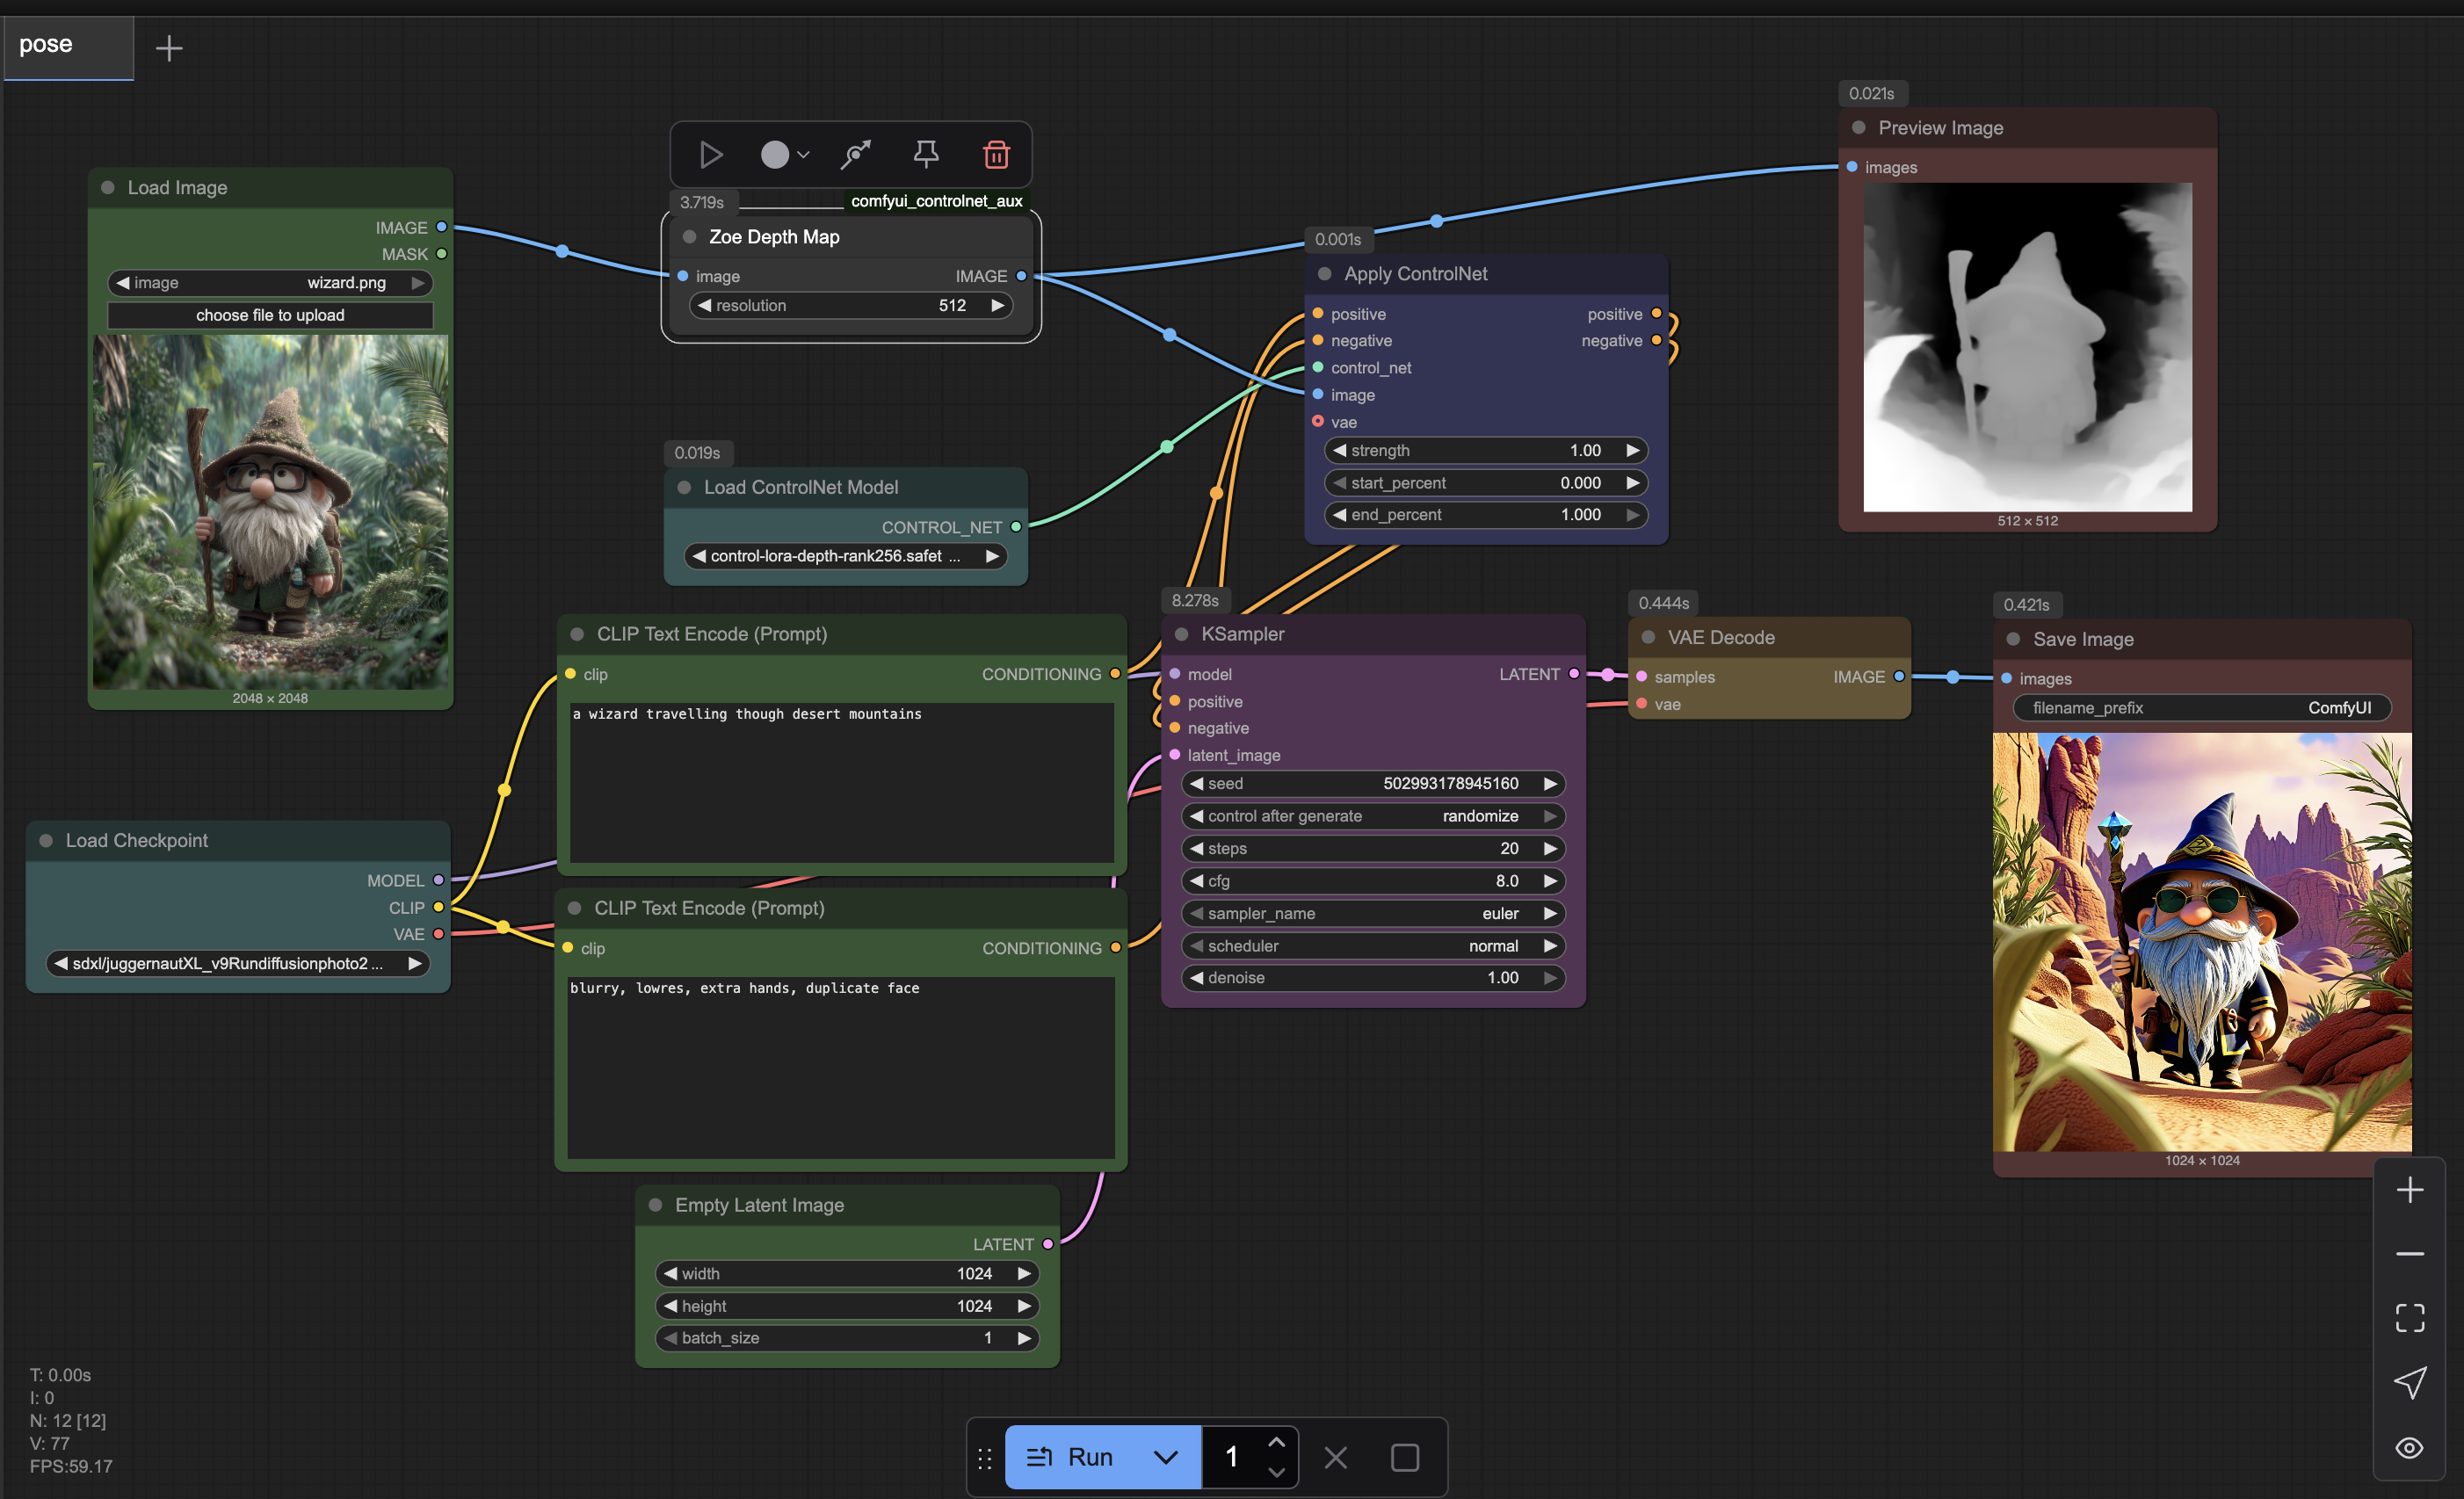 pose
Load Image
IMAGE
MASK
image wizard.png
choose file to upload
2048 × 2048
3.719s
comfyui_controlnet_aux
Zoe Depth Map
image IMAGE
resolution 512
0.021s
Preview Image
images
512 × 512
0.001s
Apply ControlNet
positive positive
negative negative
control_net
image
vae
strength 1.00
start_percent 0.000
end_percent 1.000
0.019s
Load ControlNet Model
CONTROL_NET
control-lora-depth-rank256.safet ...
CLIP Text Encode (Prompt)
clip CONDITIONING
a wizard travelling though desert mountains
8.278s
KSampler
model LATENT
positive
negative
latent_image
seed 502993178945160
control after generate randomize
steps 20
cfg 8.0
sampler_name euler
scheduler normal
denoise 1.00
0.444s
VAE Decode
samples IMAGE
vae
0.421s
Save Image
images
filename_prefix ComfyUI
1024 × 1024
Load Checkpoint
MODEL
CLIP
VAE
sdxl/juggernautXL_v9Rundiffusionphoto2 ...
CLIP Text Encode (Prompt)
clip CONDITIONING
blurry, lowres, extra hands, duplicate face
Empty Latent Image
LATENT
width 1024
height 1024
batch_size 1
T: 0.00s
I: 0
N: 12 [12]
V: 77
FPS:59.17
Run 1